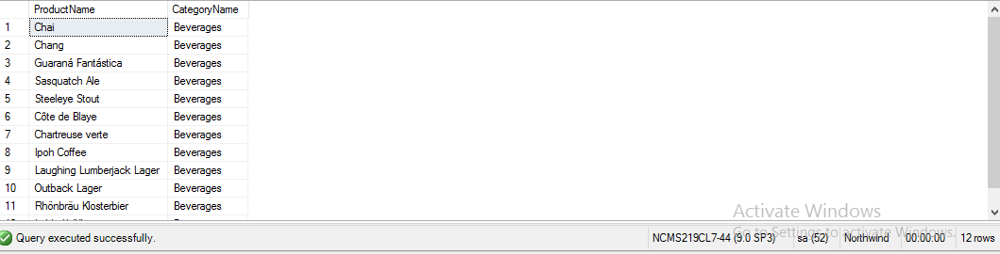 ProductName CategoryName
1 Chai Beverages
2 Chang Beverages
3 Guaraná Fantástica Beverages
4 Sasquatch Ale Beverages
5 Steeleye Stout Beverages
6 Côte de Blaye Beverages
7 Chartreuse verte Beverages
8 Ipoh Coffee Beverages
9 Laughing Lumberjack Lager Beverages
10 Outback Lager Beverages
11 Rhönbräu Klosterbier Beverages
Activate Windows
Go to Settings to activate Windows.
Query executed successfully. NCMS219CL7-44 (9.0 SP3) sa (52) Northwind 00:00:00 12 rows